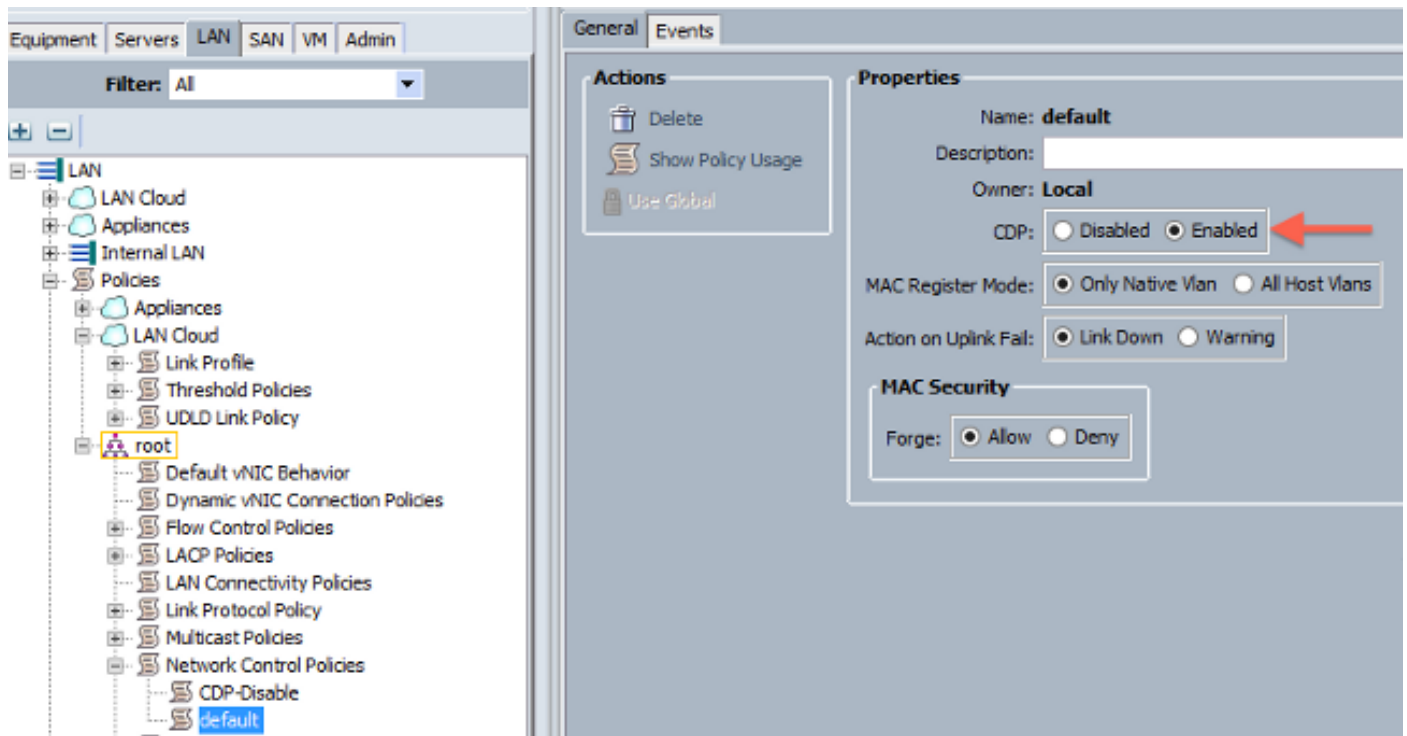 Equipment Servers LAN SAN VM Admin
Filter: All
LAN
LAN Cloud
Appliances
Internal LAN
Policies
Appliances
LAN Cloud
Link Profile
Threshold Policies
UDLD Link Policy
root
Default vNIC Behavior
Dynamic vNIC Connection Policies
Flow Control Policies
LACP Policies
LAN Connectivity Policies
Link Protocol Policy
Multicast Policies
Network Control Policies
CDP-Disable
default
General Events
Actions
Delete
Show Policy Usage
Use Global
Properties
Name: default
Description:
Owner: Local
CDP: Disabled Enabled
MAC Register Mode: Only Native Vlan All Host Vlans
Action on Uplink Fail: Link Down Warning
MAC Security
Forge: Allow Deny